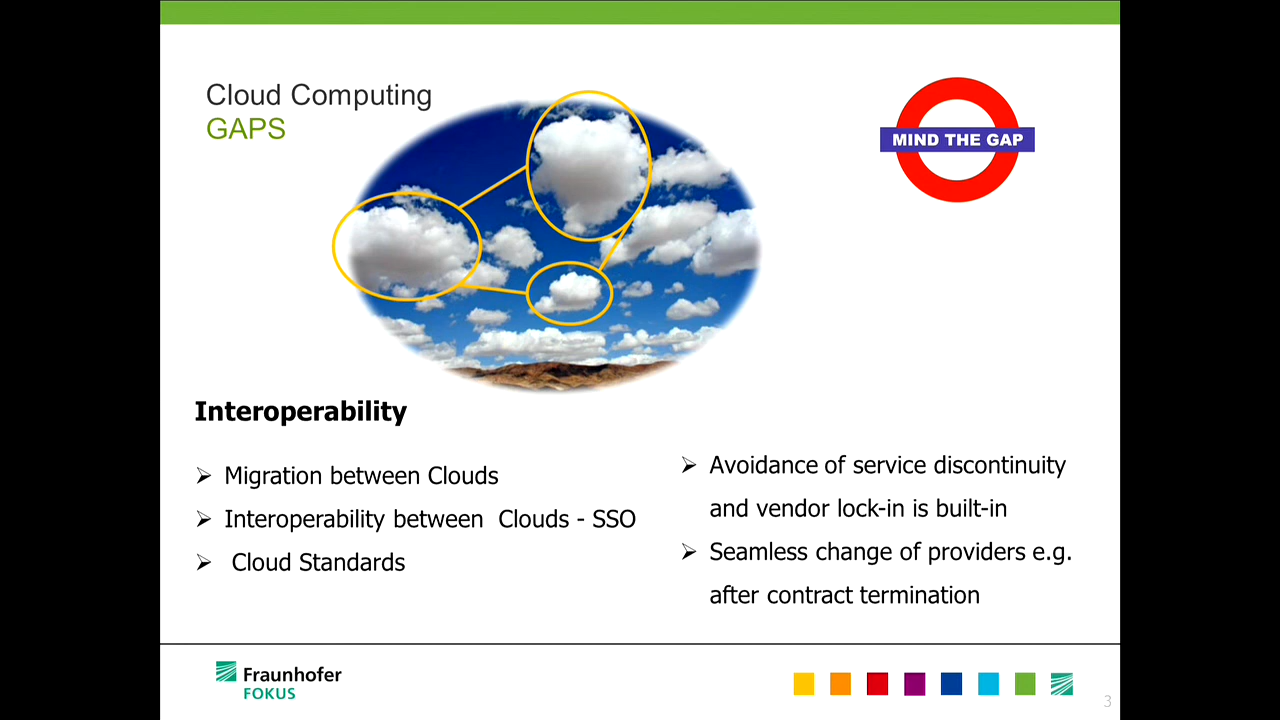 Cloud Computing
GAPS
MIND THE GAP
Interoperability
Migration between Clouds
Interoperability between Clouds - SSO
Cloud Standards
Avoidance of service discontinuity
and vendor lock-in is built-in
Seamless change of providers e.g.
after contract termination
Fraunhofer
FOKUS
3